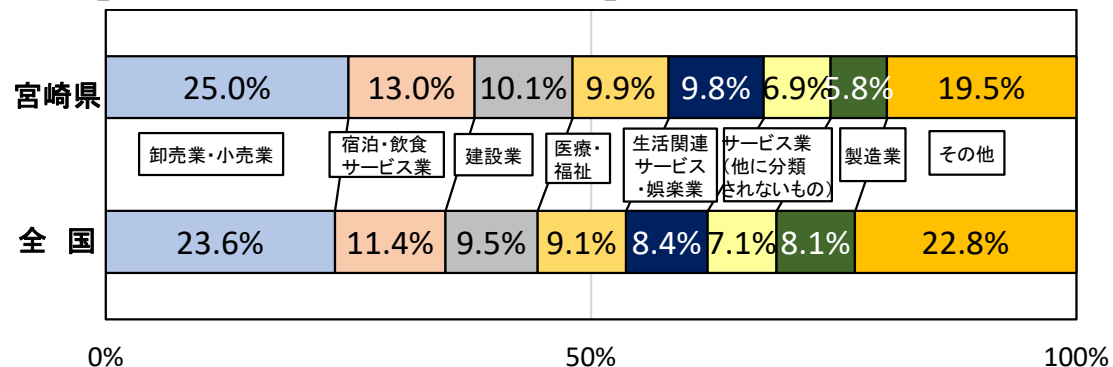 宮崎県
25.0% 13.0% 10.1% 9.9% 9.8% 6.9% 5.8% 19.5%
卸売業・小売業
宿泊・飲食
サービス業
建設業
医療・
福祉
生活関連
サービス
・娯楽業
サービス業
(他に分類
されないもの)
製造業
その他
全 国
23.6% 11.4% 9.5% 9.1% 8.4% 7.1% 8.1% 22.8%
0% 50% 100%